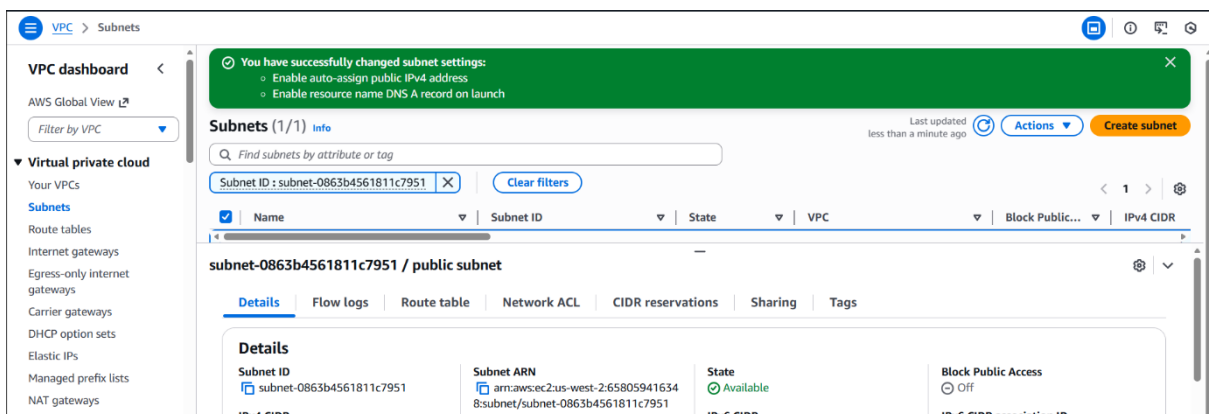 VPC > Subnets
VPC dashboard
AWS Global View
Filter by VPC
Virtual private cloud
Your VPCs
Subnets
Route tables
Internet gateways
Egress-only internet
gateways
Carrier gateways
DHCP option sets
Elastic IPs
Managed prefix lists
NAT gateways
You have successfully changed subnet settings:
Enable auto-assign public IPv4 address
Enable resource name DNS A record on launch
Subnets (1/1) Info
Last updated
less than a minute ago
Actions
Create subnet
Find subnets by attribute or tag
Subnet ID : subnet-0863b4561811c7951
Clear filters
1
Name Subnet ID State VPC Block Public... IPv4 CIDR
subnet-0863b4561811c7951 / public subnet
Details Flow logs Route table Network ACL CIDR reservations Sharing Tags
Details
Subnet ID
subnet-0863b4561811c7951
Subnet ARN
arn:aws:ec2:us-west-2:65805941634
8:subnet/subnet-0863b4561811c7951
State
Available
Block Public Access
Off